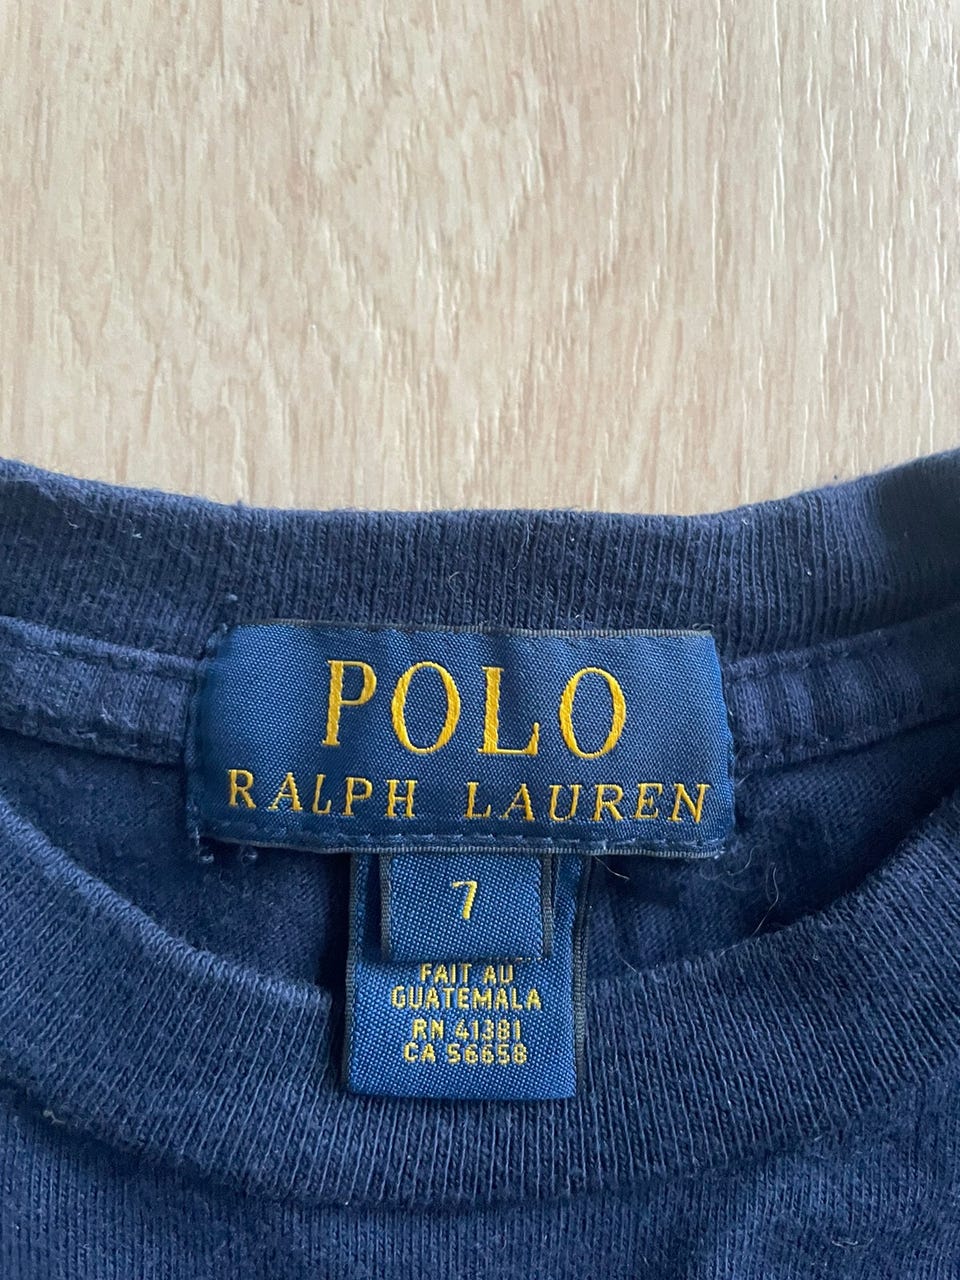 POLO
RALPH LAUREN
7
FAIT AU
GUATEMALA
RN 41381
CA 56658